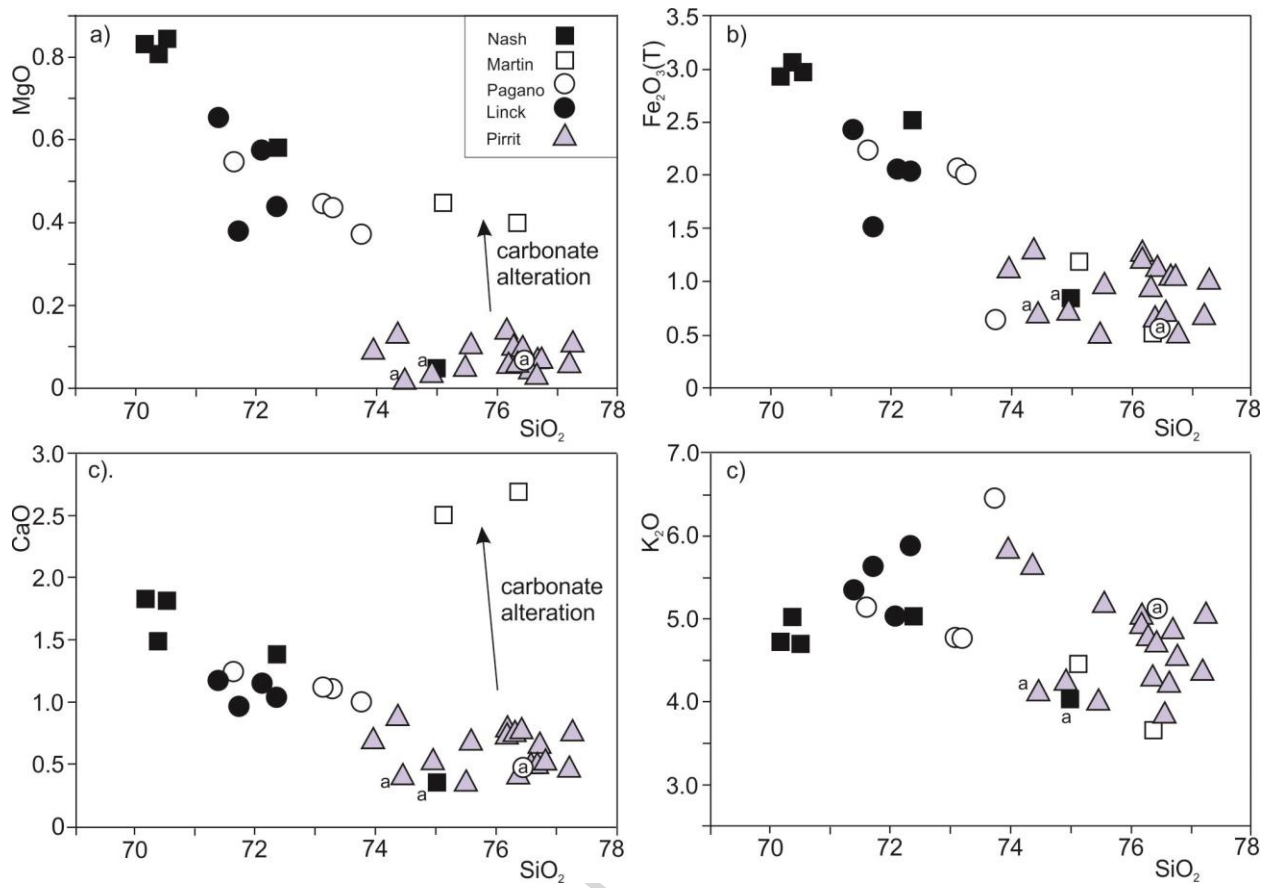 a)
MgO
0.8
0.6
0.4
0.2
0
Nash
Martin
Pagano
Linck
Pirrit
carbonate
alteration
a
a
a
70 72 74 76 78
SiO₂
b)
Fe₂O₃(T)
3.5
3.0
2.5
2.0
1.5
1.0
0.5
0
a
a
a
70 72 74 76 78
SiO₂
c).
CaO
3.0
2.5
2.0
1.5
1.0
0.5
0
carbonate
alteration
a
a
a
70 72 74 76 78
SiO₂
c)
K₂O
7.0
6.0
5.0
4.0
3.0
a
a
a
70 72 74 76 78
SiO₂